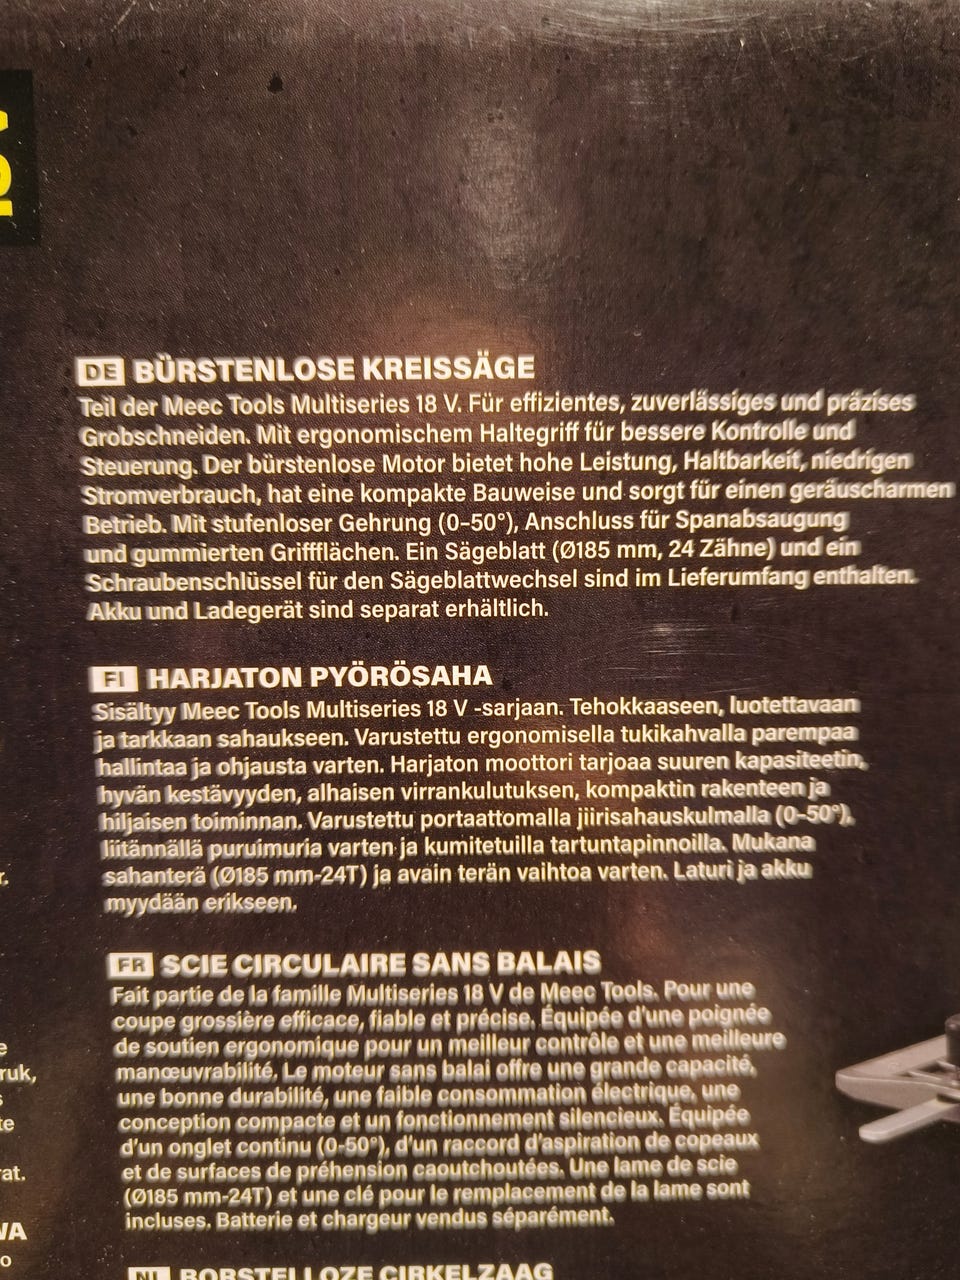 DE BÜRSTENLOSE KREISSÄGE
Teil der Meec Tools Multiseries 18 V. Für effizientes, zuverlässiges und präzises
Grobschneiden. Mit ergonomischem Haltegriff für bessere Kontrolle und
Steuerung. Der bürstenlose Motor bietet hohe Leistung, Haltbarkeit, niedrigen
Stromverbrauch, hat eine kompakte Bauweise und sorgt für einen geräuscharmen
Betrieb. Mit stufenloser Gehrung (0–50°), Anschluss für Spanabsaugung
und gummierten Griffflächen. Ein Sägeblatt (Ø185 mm, 24 Zähne) und ein
Schraubenschlüssel für den Sägeblattwechsel sind im Lieferumfang enthalten.
Akku und Ladegerät sind separat erhältlich.
FI HARJATON PYÖRÖSAHA
Sisältyy Meec Tools Multiseries 18 V -sarjaan. Tehokkaaseen, luotettavaan
ja tarkkaan sahaukseen. Varustettu ergonomisella tukikahvalla parempaa
hallintaa ja ohjausta varten. Harjaton moottori tarjoaa suuren kapasiteetin,
hyvän kestävyyden, alhaisen virrankulutuksen, kompaktin rakenteen ja
hiljaisen toiminnan. Varustettu portaattomalla jiirisahauskulmalla (0–50°),
liitännällä puruimuria varten ja kumitetuilla tartuntapinnoilla. Mukana
sahanterä (Ø185 mm-24T) ja avain terän vaihtoa varten. Laturi ja akku
myydään erikseen.
FR SCIE CIRCULAIRE SANS BALAIS
Fait partie de la famille Multiseries 18 V de Meec Tools. Pour une
coupe grossière efficace, fiable et précise. Équipée d'une poignée
de soutien ergonomique pour un meilleur contrôle et une meilleure
manœuvrabilité. Le moteur sans balai offre une grande capacité,
une bonne durabilité, une faible consommation électrique, une
conception compacte et un fonctionnement silencieux. Équipée
d'un onglet continu (0-50°), d'un raccord d'aspiration de copeaux
et de surfaces de préhension caoutchoutées. Une lame de scie
(Ø185 mm-24T) et une clé pour le remplacement de la lame sont
incluses. Batterie et chargeur vendus séparément.
NL BORSTELLOZE CIRKELZAAG